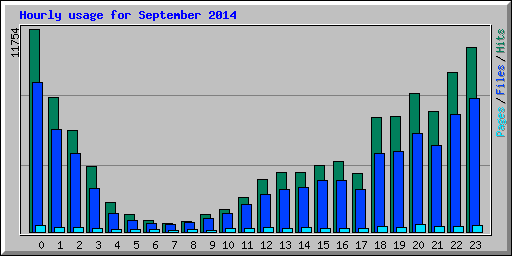 Hourly usage for September 2014
11754
Pages / Files / Hits
0 1 2 3 4 5 6 7 8 9 10 11 12 13 14 15 16 17 18 19 20 21 22 23